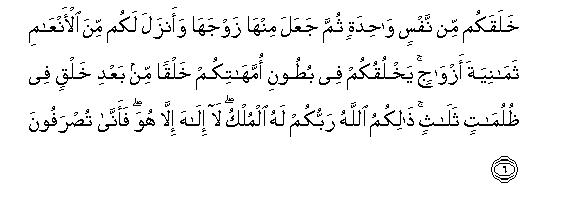 خَلَقَكُم مِّن نَّفْسٍ وَٰحِدَةٍ ثُمَّ جَعَلَ مِنْهَا زَوْجَهَا وَأَنزَلَ لَكُم مِّنَ ٱلْأَنْعَـٰمِ
ثَمَـٰنِيَةَ أَزْوَٰجٍ ۚ يَخْلُقُكُمْ فِى بُطُونِ أُمَّهَـٰتِكُمْ خَلْقًا مِّنۢ بَعْدِ خَلْقٍ فِى
ظُلُمَـٰتٍ ثَلَـٰثٍ ۚ ذَٰلِكُمُ ٱللَّهُ رَبُّكُمْ لَهُ ٱلْمُلْكُ ۖ لَآ إِلَـٰهَ إِلَّا هُوَ ۖ فَأَنَّىٰ تُصْرَفُونَ
٦